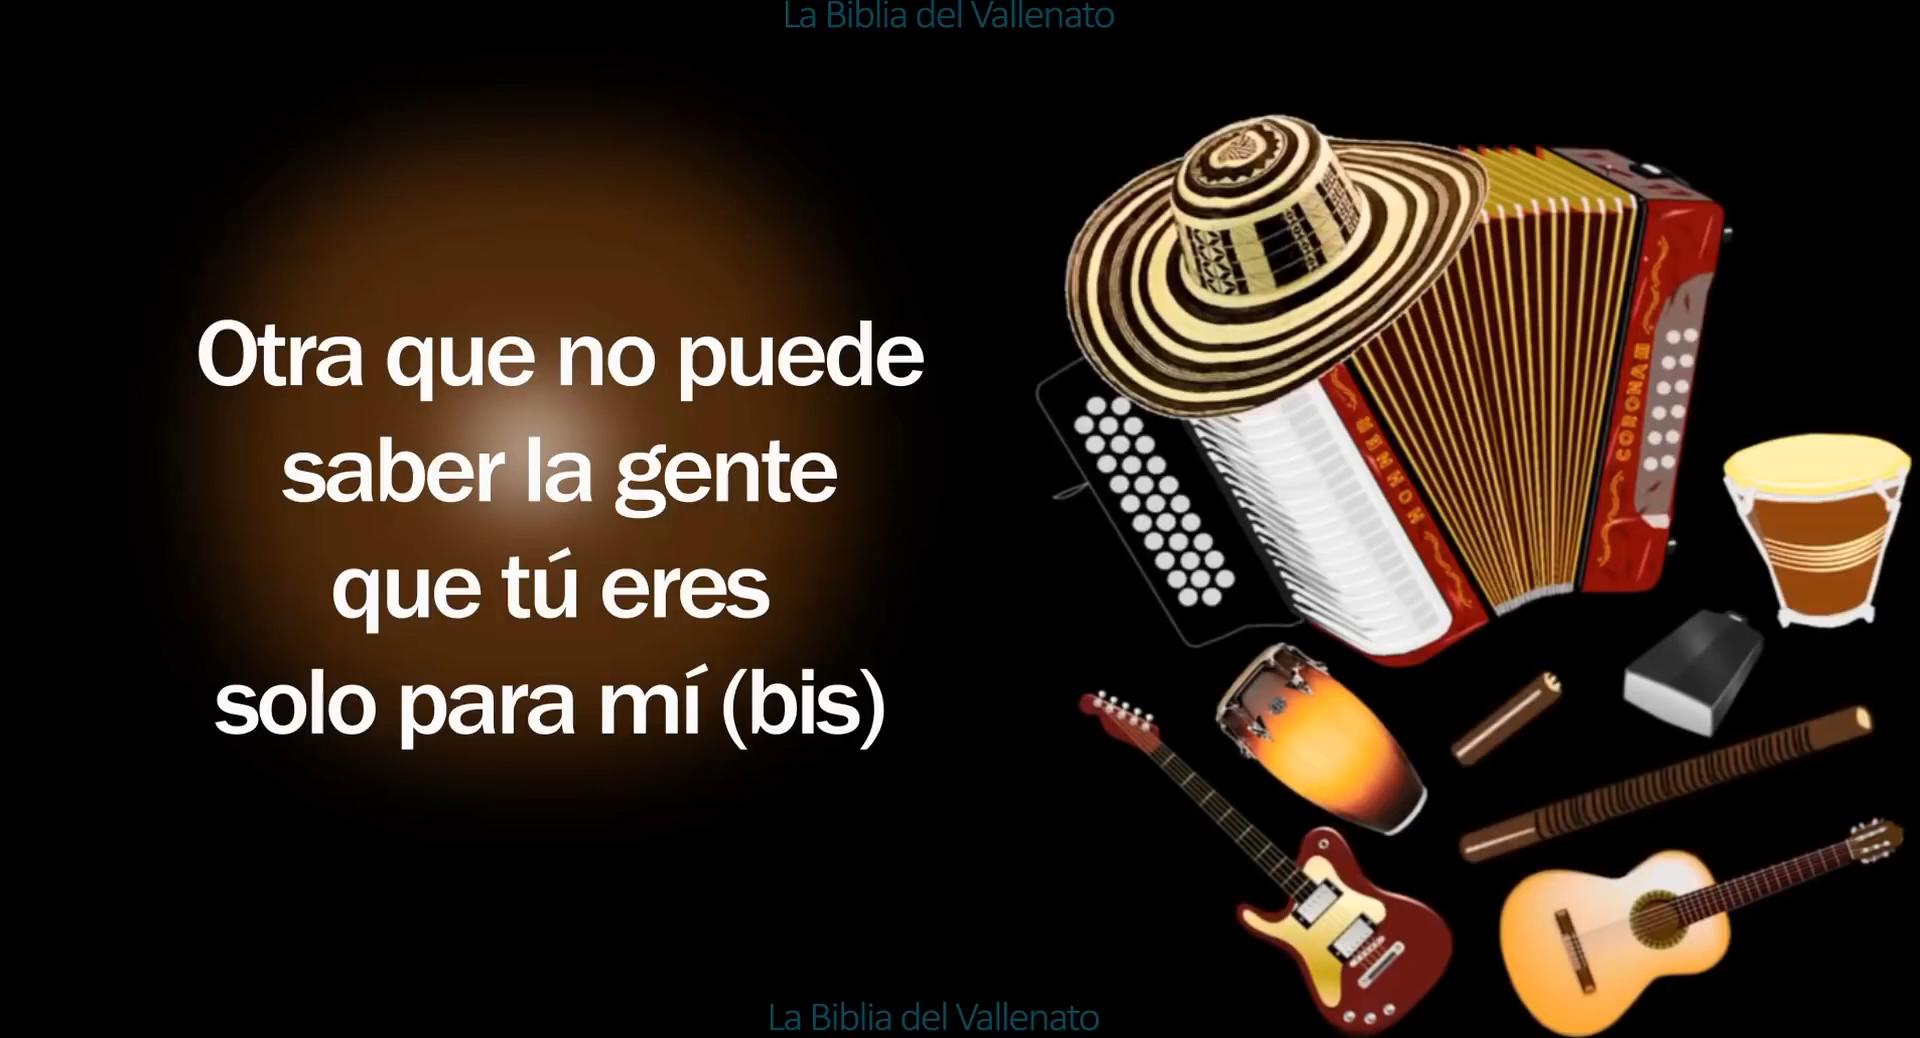 La Biblia del Vallenato
Otra que no puede
saber la gente
que tú eres
solo para mí (bis)
HOHNER
CORONA III
La Biblia del Vallenato